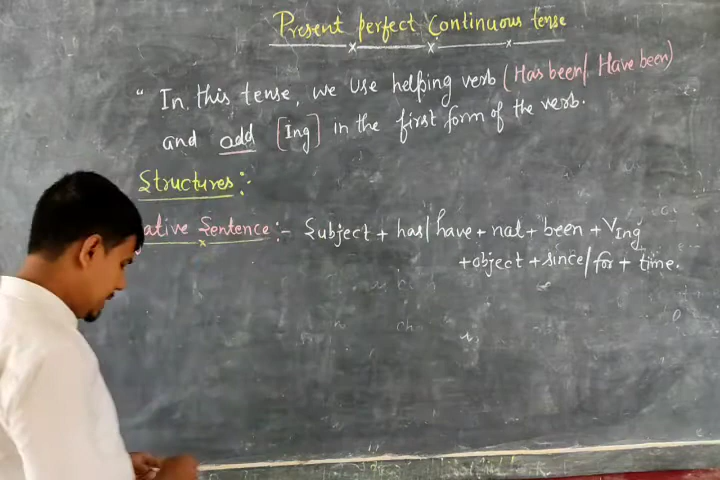 Present perfect Continuous tense
" In this tense, we use helping verb (Has been/ Have been)
and add [Ing] in the first form of the verb.
Structures:-
ative Sentence:- Subject + has/have + not + been + VIng
+object + since/for + time.